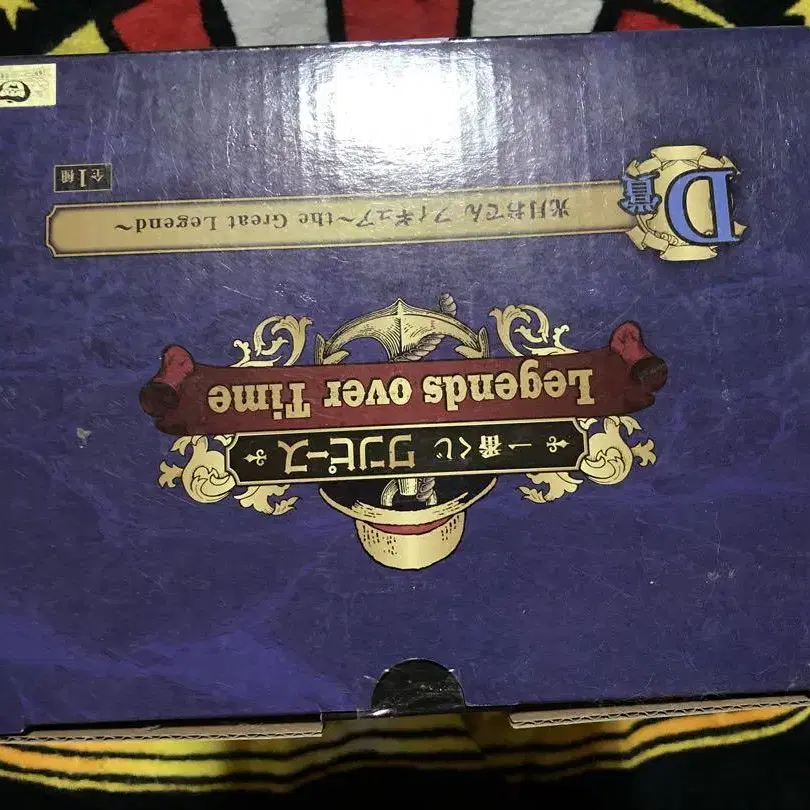 一番くじ ワンピース
Legends over Time
D賞
光月おでん フィギュア～the Great Legend～
全1種